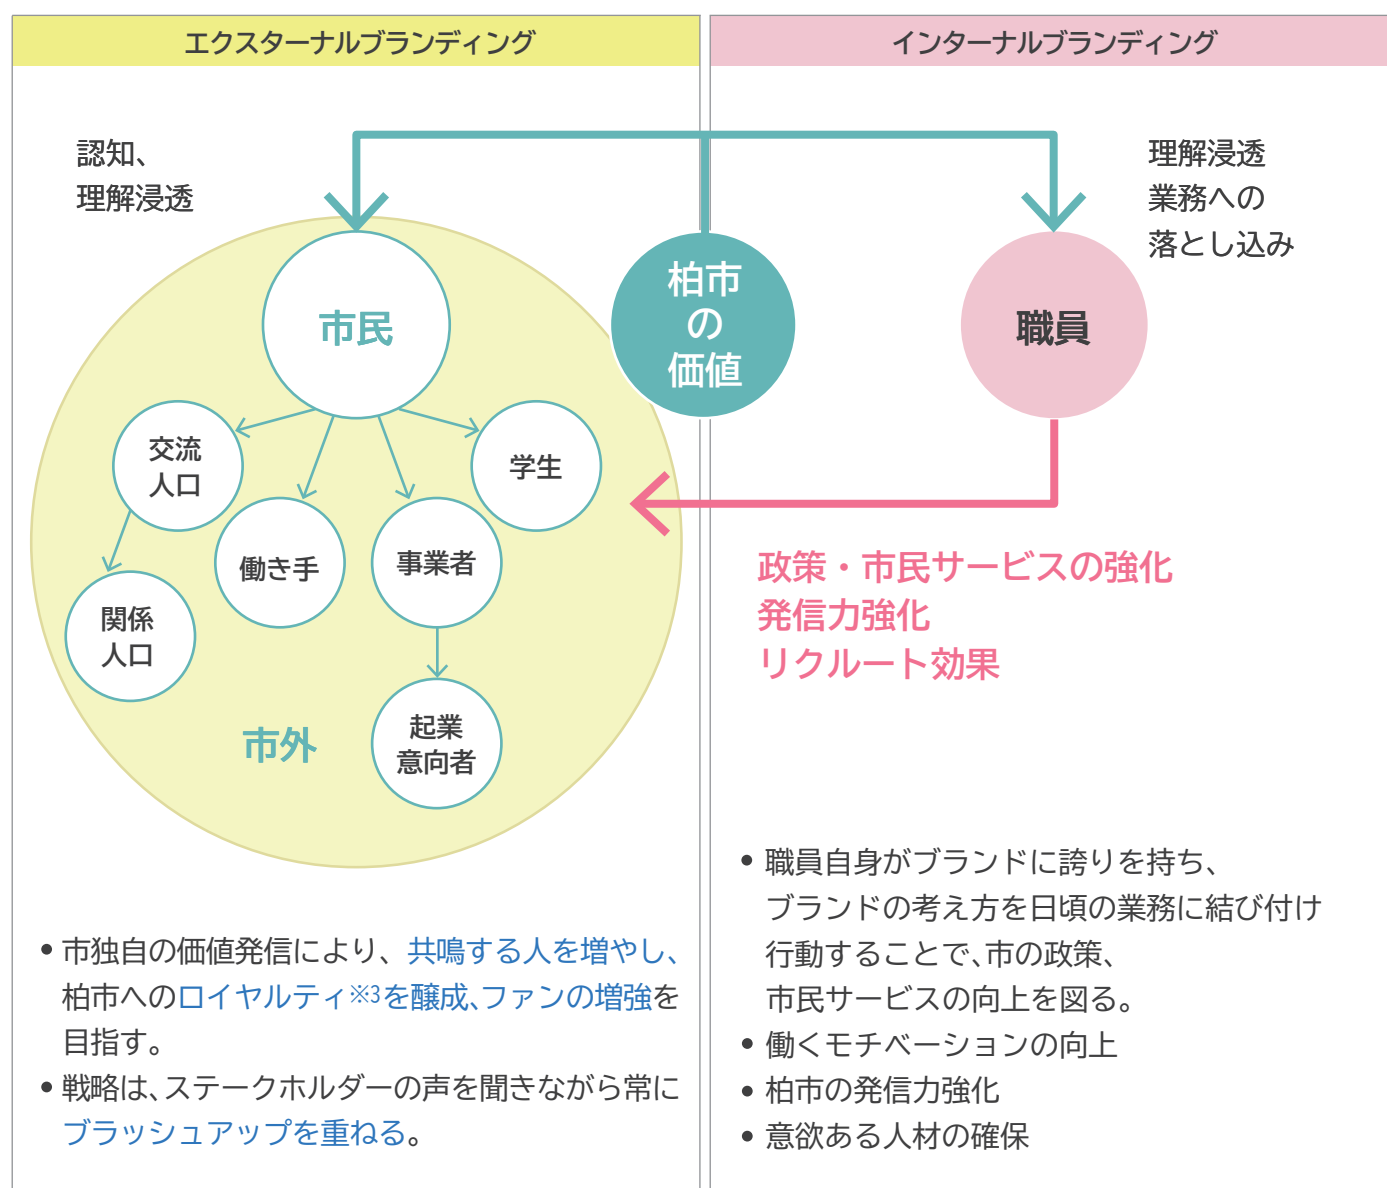 エクスターナルブランディング
認知、
理解浸透
市民
交流
人口
学生
働き手
事業者
関係
人口
市外
起業
意向者
・市独自の価値発信により、共鳴する人を増やし、
柏市へのロイヤルティ※3を醸成、ファンの増強を
目指す。
・戦略は、ステークホルダーの声を聞きながら常に
ブラッシュアップを重ねる。
柏市
の
価値
インターナルブランディング
理解浸透
業務への
落とし込み
職員
政策・市民サービスの強化
発信力強化
リクルート効果
・職員自身がブランドに誇りを持ち、
ブランドの考え方を日頃の業務に結び付け
行動することで、市の政策、
市民サービスの向上を図る。
・働くモチベーションの向上
・柏市の発信力強化
・意欲ある人材の確保